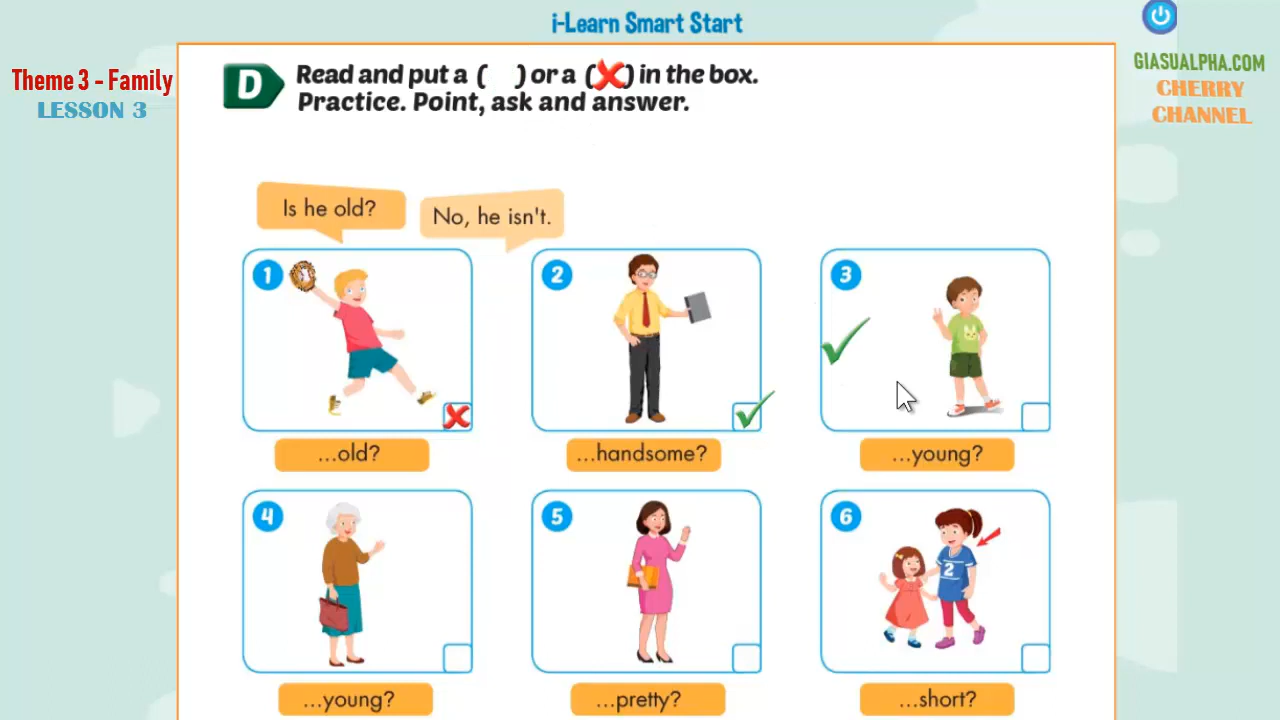 i-Learn Smart Start
Theme 3 - Family
LESSON 3
GIASUALPHA.COM
CHERRY
CHANNEL
D
Read and put a ( ) or a (❌) in the box.
Practice. Point, ask and answer.
Is he old?
No, he isn't.
1
2
3
...old?
...handsome?
...young?
4
5
6
2
...young?
...pretty?
...short?